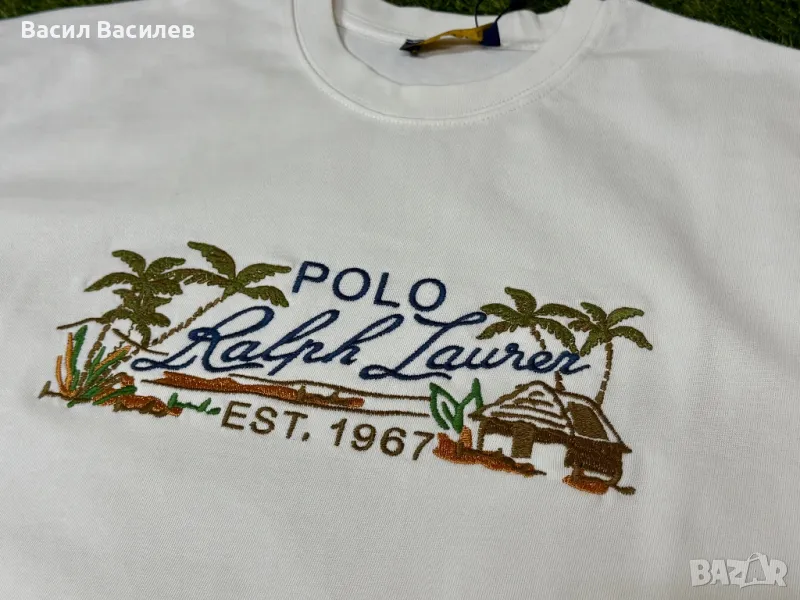 Васил Василев
POLO
Ralph Lauren
EST. 1967
BAZAR